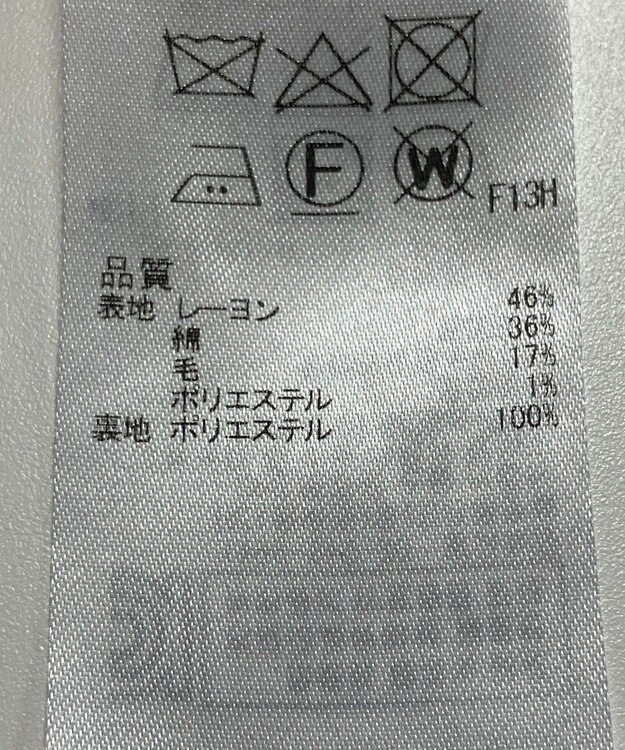 F W F13H
品質
表地 レーヨン 46%
綿 36%
毛 17%
ポリエステル 1%
裏地 ポリエステル 100%